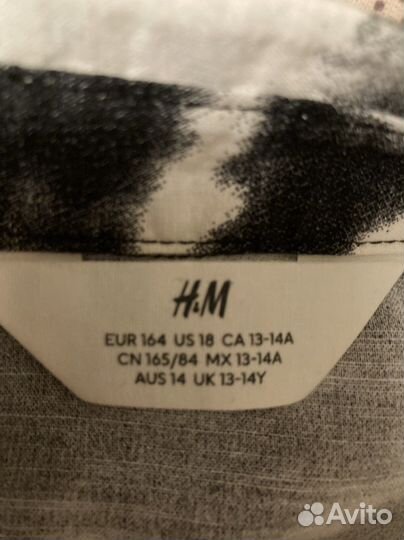 H&M
EUR 164 US 18 CA 13-14A
CN 165/84 MX 13-14A
AUS 14 UK 13-14Y
Avito